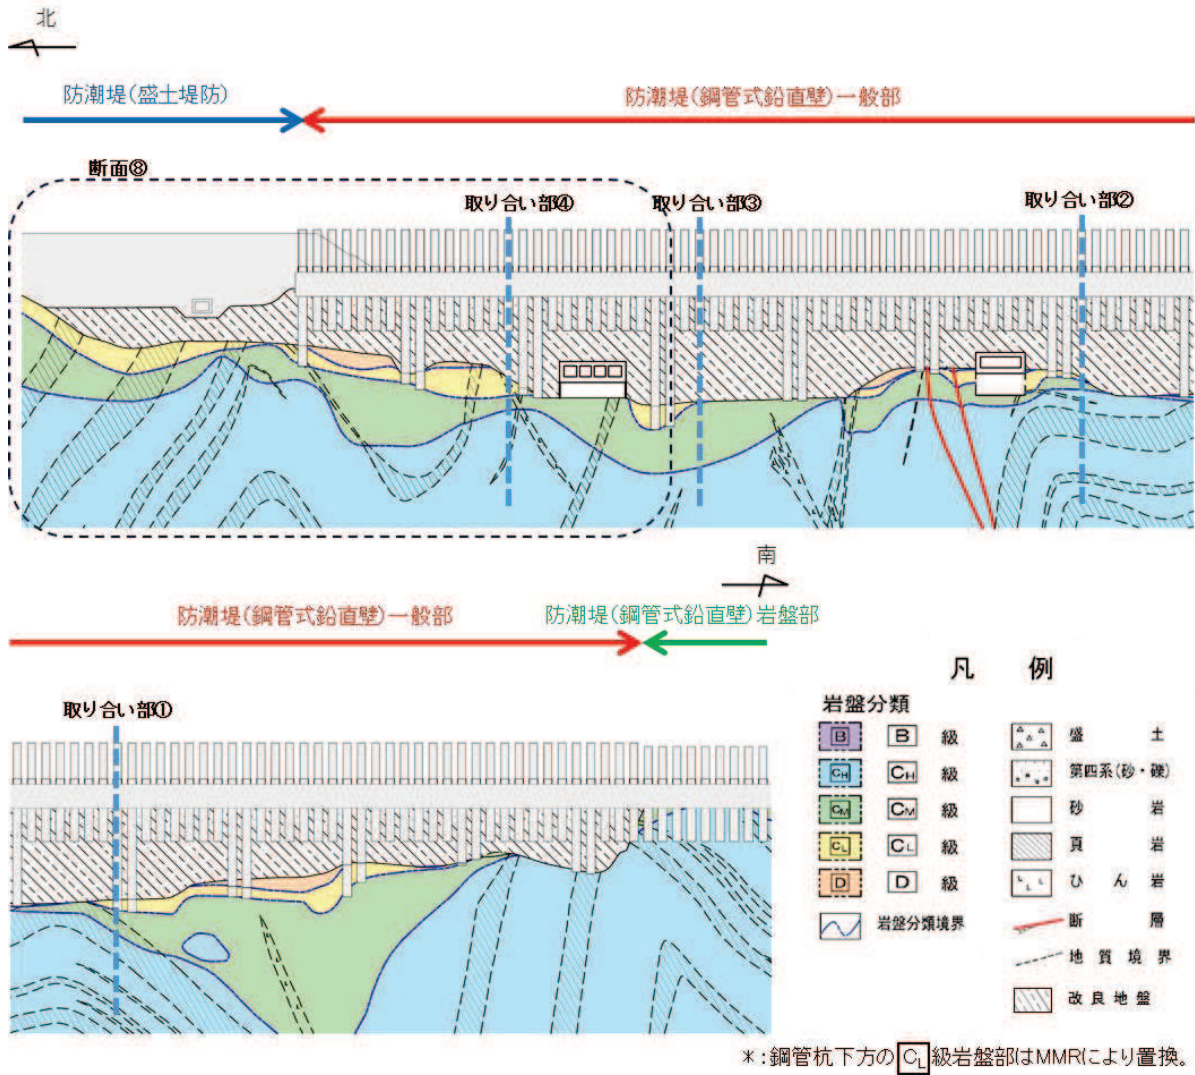 北
防潮堤(盛土堤防)
防潮堤(鋼管式鉛直壁)一般部
断面⑧
取り合い部④
取り合い部③
取り合い部②
南
防潮堤(鋼管式鉛直壁)一般部
防潮堤(鋼管式鉛直壁)岩盤部
取り合い部①
凡 例
岩盤分類
B B 級
CH CH 級
CM CM 級
CL CL 級
D D 級
岩盤分類境界
盛 土
第四系(砂・礫)
砂 岩
頁 岩
ひ ん 岩
断 層
地 質 境 界
改 良 地 盤
*:鋼管杭下方のCL級岩盤部はMMRにより置換。